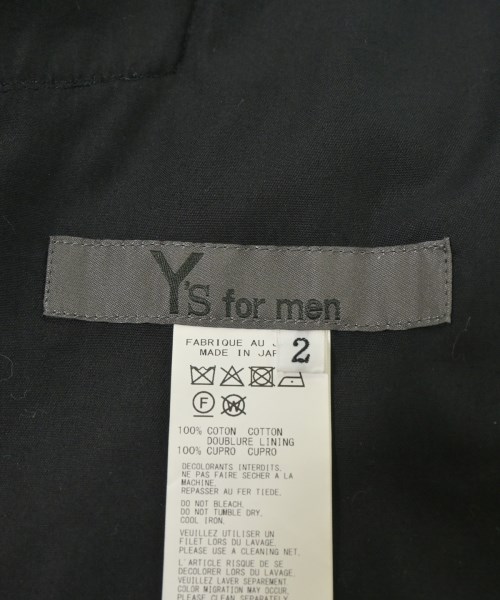 Y's for men
2
FABRIQUE AU
MADE IN
F
W
100% COTON COTTON
DOUBLURE LINING
100% CUPRO CUPRO
DECOLORANTS INTERDITS.
NE PAS FAIRE SECHER A LA
MACHINE.
REPASSER AU FER TIEDE.
DO NOT BLEACH.
DO NOT TUMBLE DRY.
COOL IRON.
VEUILLEZ UTILISER UN
FILET LORS DU LAVAGE.
PLEASE USE A CLEANING NET.
L'ARTICLE RISQUE DE SE
DECOLORER LORS DU LAVAGE.
VEUILLEZ LAVER SEPAREMENT
COLOR MIGRATION MAY OCCUR,
PLEASE CLEAN SEPARATELY